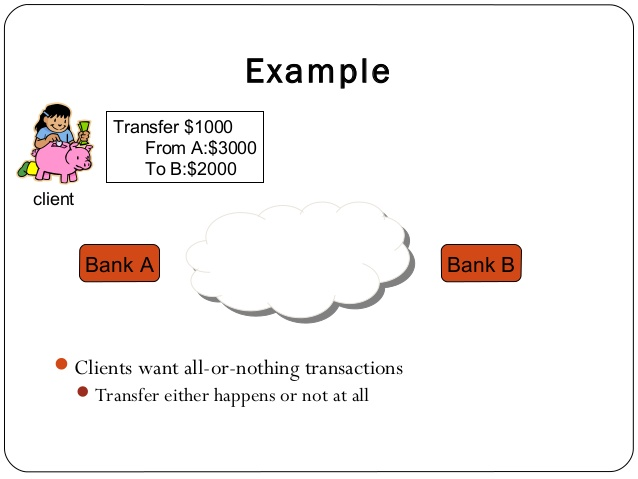 Example
Transfer $1000
From A:$3000
To B:$2000
client
Bank A
Bank B
Clients want all-or-nothing transactions
Transfer either happens or not at all